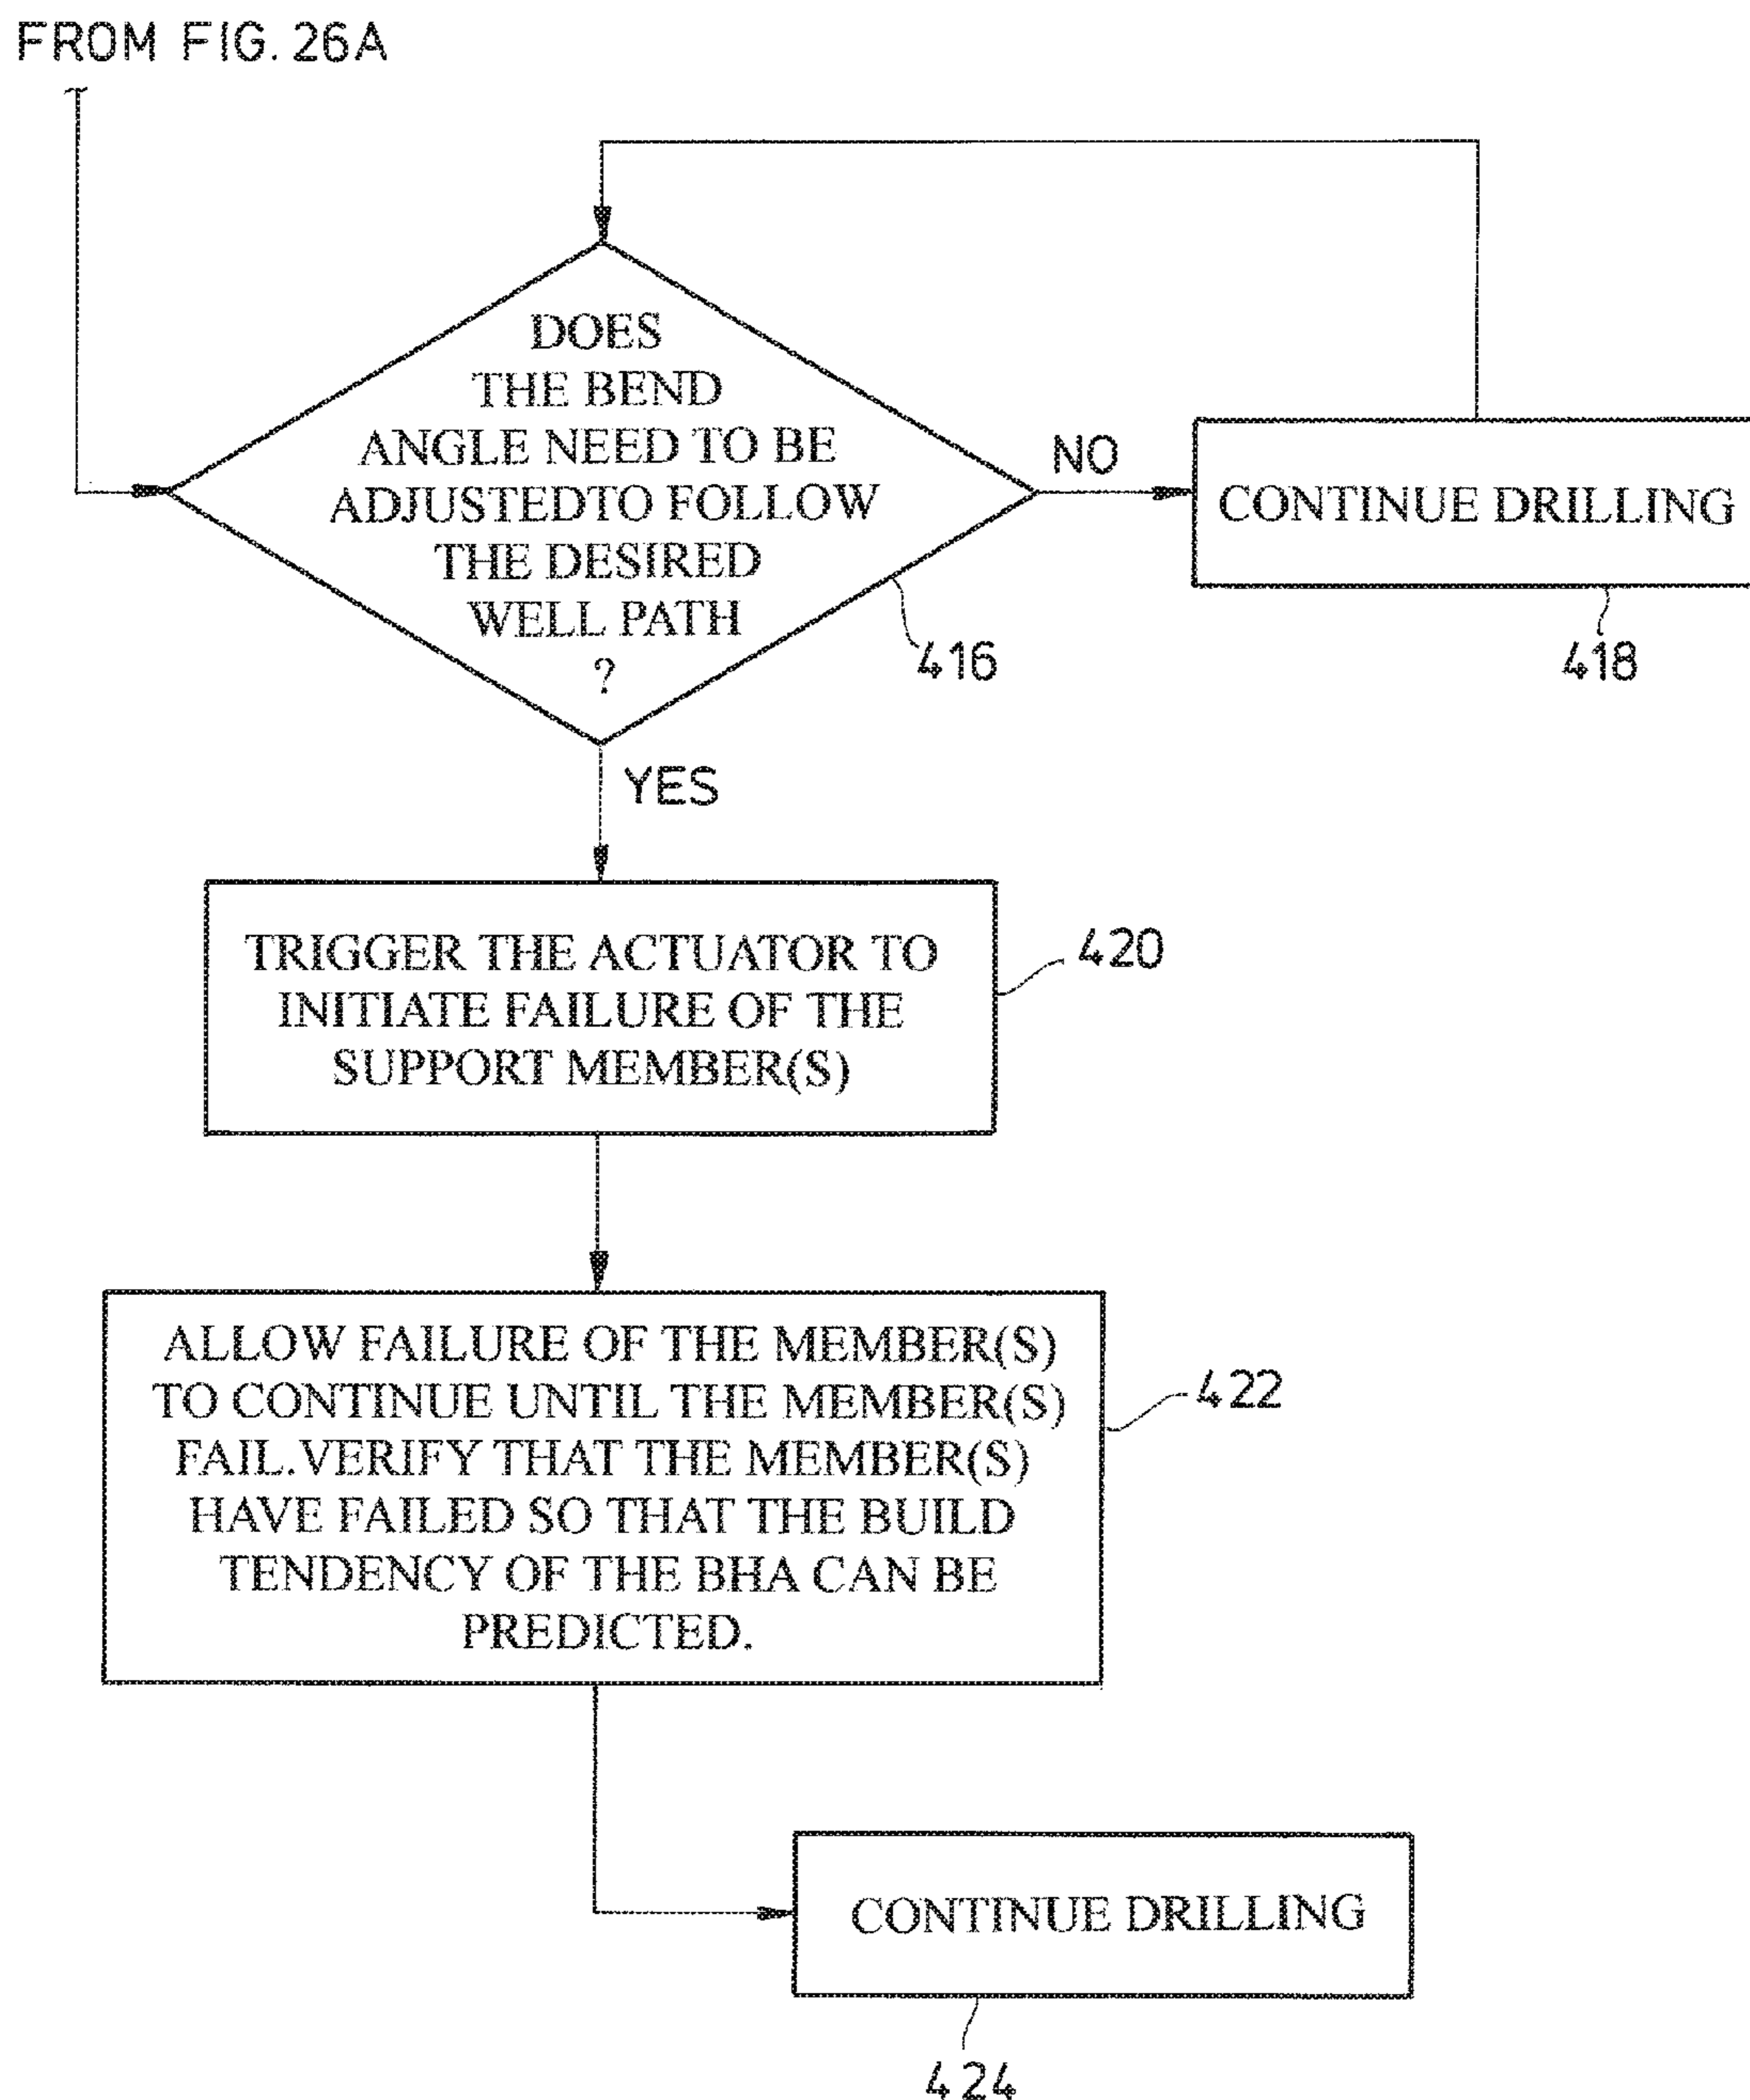 FROM FIG. 26A
DOES
THE BEND
ANGLE NEED TO BE
ADJUSTEDTO FOLLOW
THE DESIRED
WELL PATH
?
416
NO
CONTINUE DRILLING
418
YES
TRIGGER THE ACTUATOR TO
INITIATE FAILURE OF THE
SUPPORT MEMBER(S)
420
ALLOW FAILURE OF THE MEMBER(S)
TO CONTINUE UNTIL THE MEMBER(S)
FAIL.VERIFY THAT THE MEMBER(S)
HAVE FAILED SO THAT THE BUILD
TENDENCY OF THE BHA CAN BE
PREDICTED.
422
CONTINUE DRILLING
424